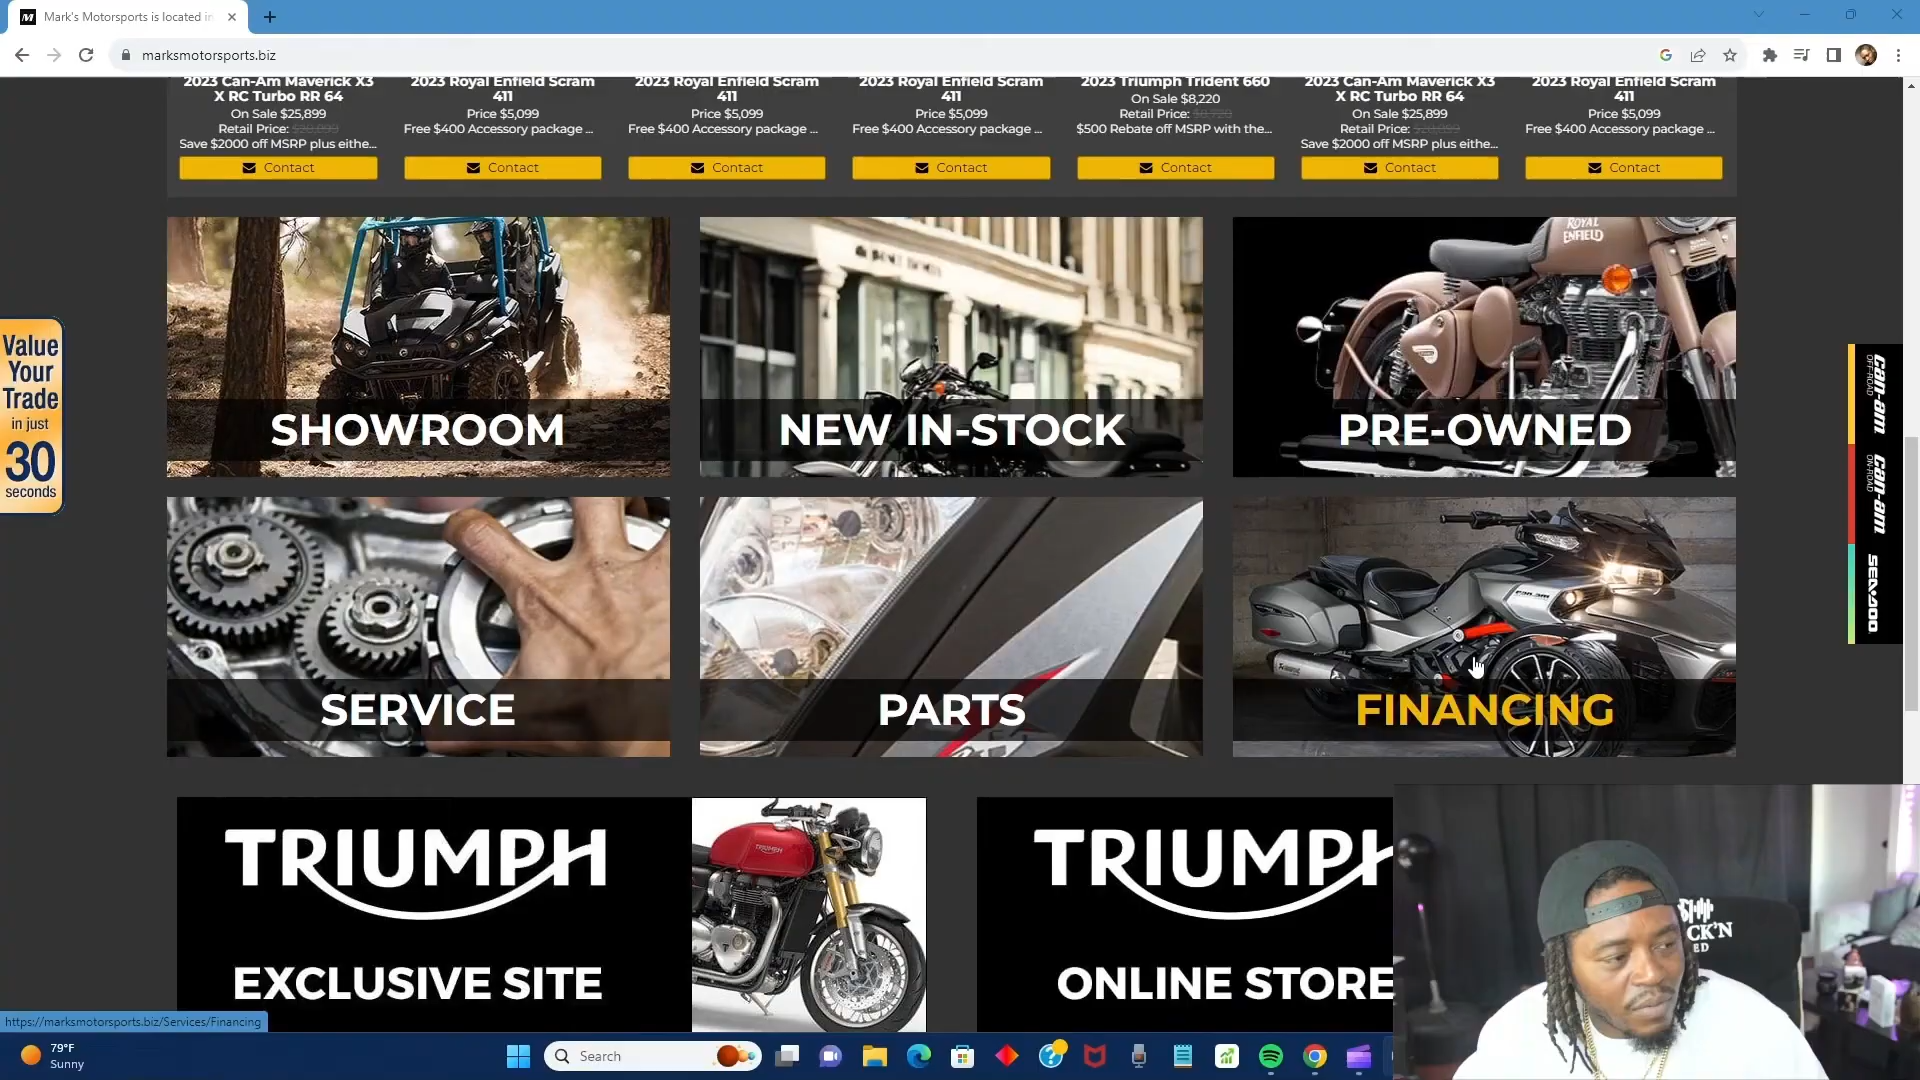 Mark's Motorsports is located in
marksmotorsports.biz
2023 Can-Am Maverick X3
X RC Turbo RR 64
On Sale $25,899
Retail Price:
Save $2000 off MSRP plus eithe...
Contact
2023 Royal Enfield Scram
411
Price $5,099
Free $400 Accessory package ...
Contact
2023 Royal Enfield Scram
411
Price $5,099
Free $400 Accessory package ...
Contact
2023 Royal Enfield Scram
411
Price $5,099
Free $400 Accessory package ...
Contact
2023 Triumph Trident 660
On Sale $8,220
Retail Price: $8,720
$500 Rebate off MSRP with the...
Contact
2023 Can-Am Maverick X3
X RC Turbo RR 64
On Sale $25,899
Retail Price:
Save $2000 off MSRP plus eithe...
Contact
2023 Royal Enfield Scram
411
Price $5,099
Free $400 Accessory package ...
Contact
Value
Your
Trade
in just
30
seconds
SHOWROOM
NEW IN-STOCK
ROYAL
ENFIELD
PRE-OWNED
can-am
OFF-ROAD
can-am
ON-ROAD
SEA-DOO
SERVICE
PARTS
can-am
FINANCING
TRIUMPH
EXCLUSIVE SITE
TRIUMPH
TRIUMPH
ONLINE STORE
CK'N
ED
https://marksmotorsports.biz/Services/Financing
79°F
Sunny
Search